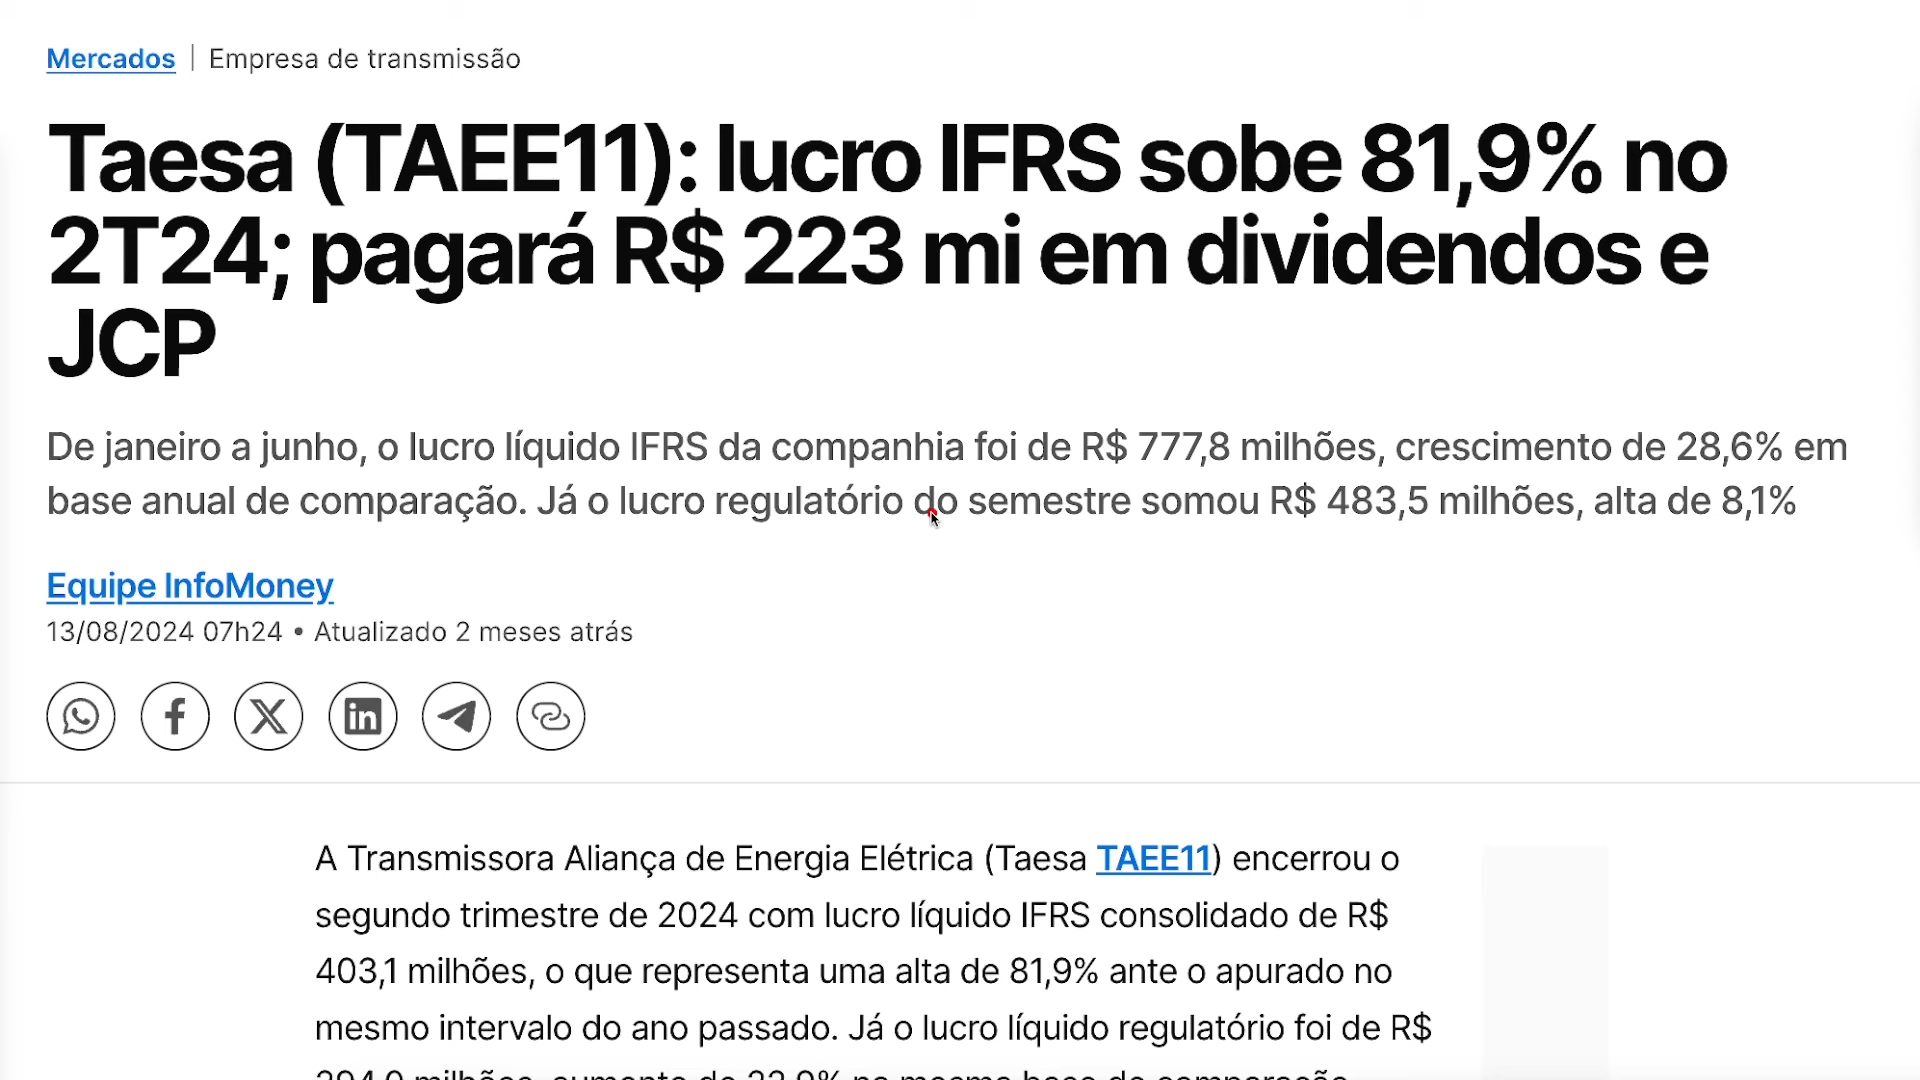 Mercados | Empresa de transmissão
Taesa (TAEE11): lucro IFRS sobe 81,9% no
2T24; pagará R$ 223 mi em dividendos e
JCP
De janeiro a junho, o lucro líquido IFRS da companhia foi de R$ 777,8 milhões, crescimento de 28,6% em
base anual de comparação. Já o lucro regulatório do semestre somou R$ 483,5 milhões, alta de 8,1%
Equipe InfoMoney
13/08/2024 07h24 • Atualizado 2 meses atrás
A Transmissora Aliança de Energia Elétrica (Taesa TAEE11) encerrou o
segundo trimestre de 2024 com lucro líquido IFRS consolidado de R$
403,1 milhões, o que representa uma alta de 81,9% ante o apurado no
mesmo intervalo do ano passado. Já o lucro líquido regulatório foi de R$